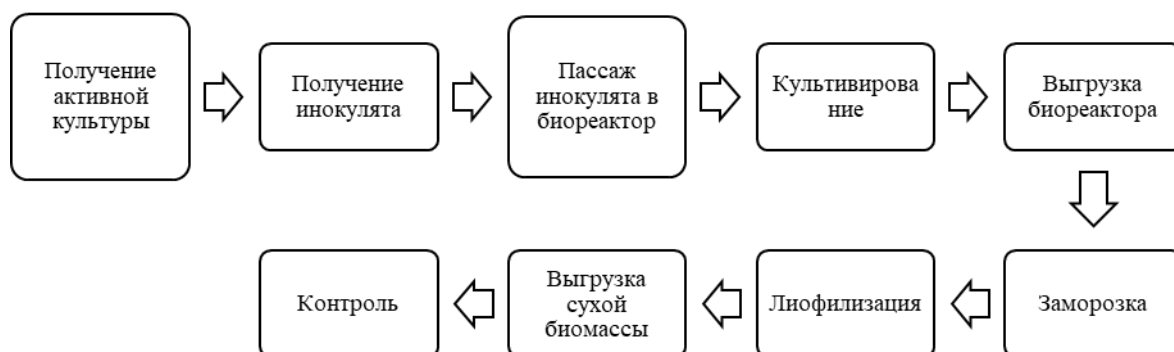 Получение
активной
культуры
Получение
инокулята
Пассаж
инокулята в
биореактор
Культивирова
ние
Выгрузка
биореактора
Заморозка
Лиофилизация
Выгрузка
сухой
биомассы
Контроль